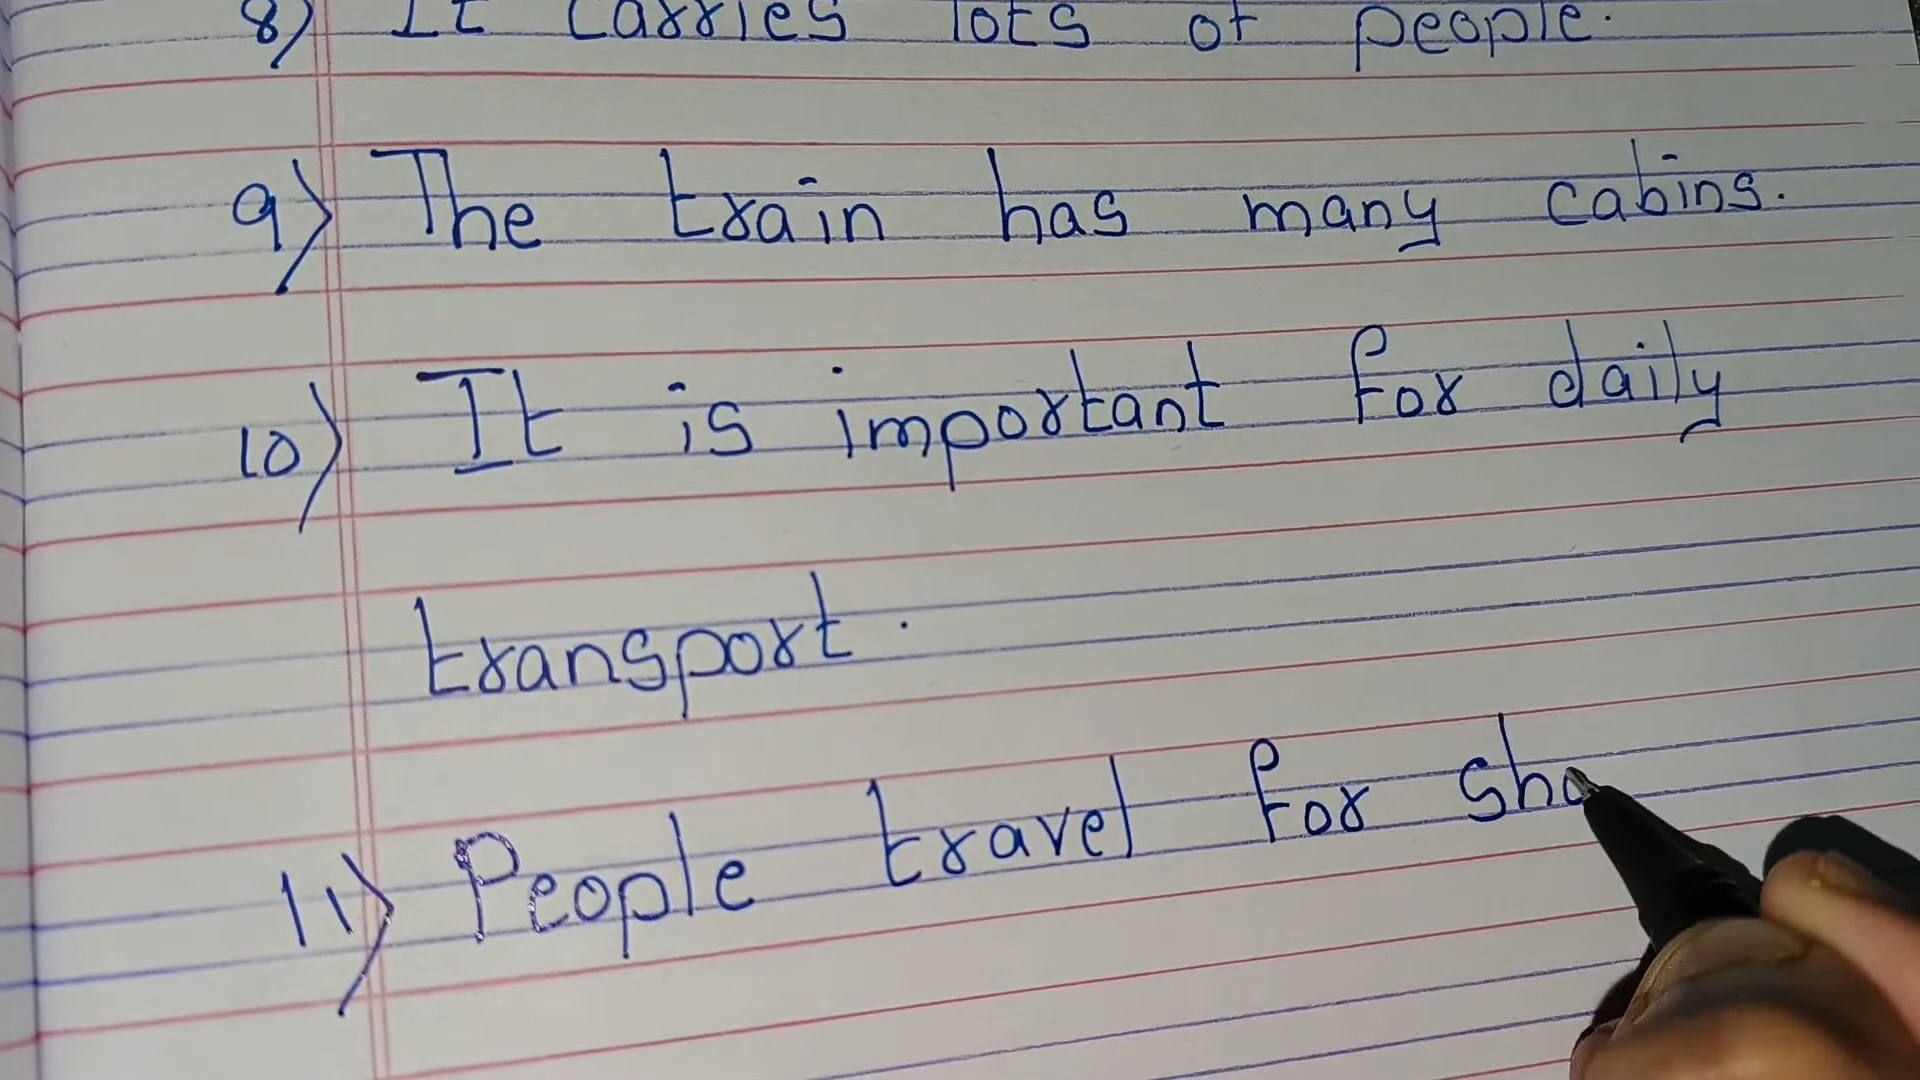 8) It carries lots of people.
9) The train has many cabins.
10) It is important for daily
transport.
11) People travel for sho